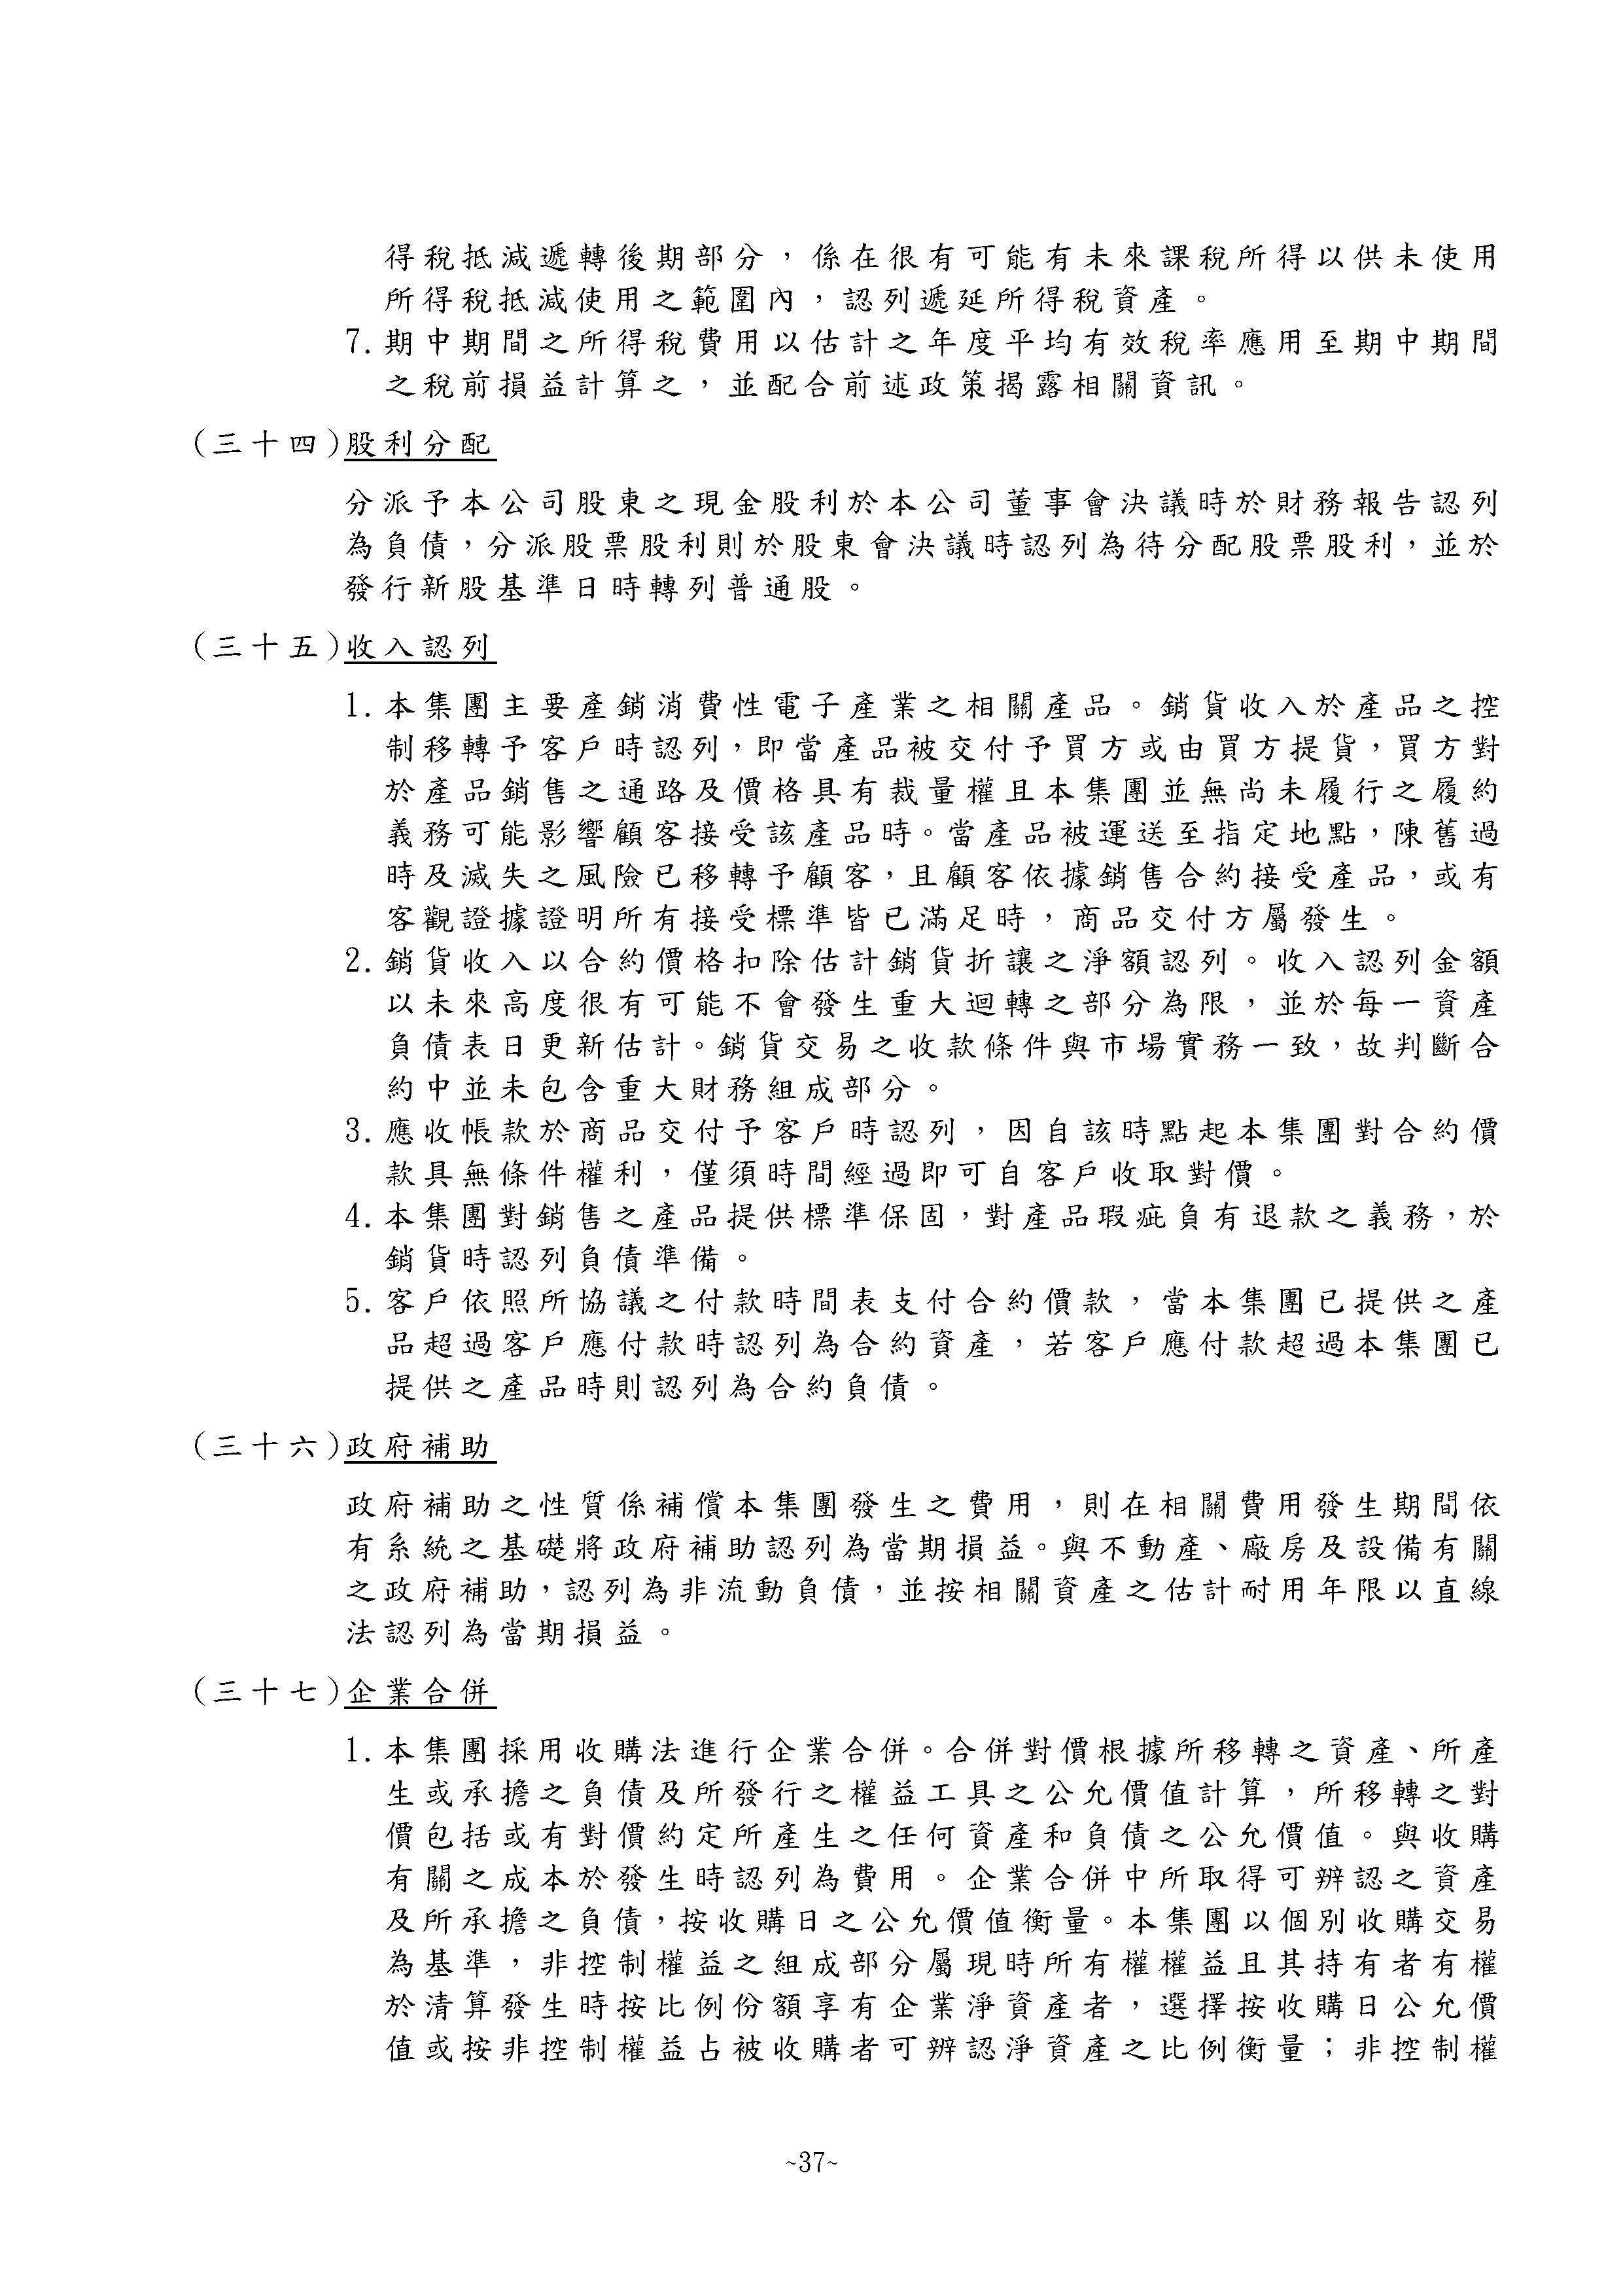 得稅抵減遞轉後期部分，係在很有可能有未來課稅所得以供未使用
所得稅抵減使用之範圍內，認列遞延所得稅資產。
7.期中期間之所得稅費用以估計之年度平均有效稅率應用至期中期間
之稅前損益計算之，並配合前述政策揭露相關資訊。
(三十四)股利分配
分派予本公司股東之現金股利於本公司董事會決議時於財務報告認列
為負債，分派股票股利則於股東會決議時認列為待分配股票股利，並於
發行新股基準日時轉列普通股。
(三十五)收入認列
1.本集團主要產銷消費性電子產業之相關產品。銷貨收入於產品之控
制移轉予客戶時認列，即當產品被交付予買方或由買方提貨，買方對
於產品銷售之通路及價格具有裁量權且本集團並無尚未履行之履約
義務可能影響顧客接受該產品時。當產品被運送至指定地點，陳舊過
時及滅失之風險已移轉予顧客，且顧客依據銷售合約接受產品，或有
客觀證據證明所有接受標準皆已滿足時，商品交付方屬發生。
2.銷貨收入以合約價格扣除估計銷貨折讓之淨額認列。收入認列金額
以未來高度很有可能不會發生重大迴轉之部分為限，並於每一資產
負債表日更新估計。銷貨交易之收款條件與市場實務一致，故判斷合
約中並未包含重大財務組成部分。
3.應收帳款於商品交付予客戶時認列，因自該時點起本集團對合約價
款具無條件權利，僅須時間經過即可自客戶收取對價。
4.本集團對銷售之產品提供標準保固，對產品瑕疵負有退款之義務，於
銷貨時認列負債準備。
5.客戶依照所協議之付款時間表支付合約價款，當本集團已提供之產
品超過客戶應付款時認列為合約資產，若客戶應付款超過本集團已
提供之產品時則認列為合約負債。
(三十六)政府補助
政府補助之性質係補償本集團發生之費用，則在相關費用發生期間依
有系統之基礎將政府補助認列為當期損益。與不動產、廠房及設備有關
之政府補助，認列為非流動負債，並按相關資產之估計耐用年限以直線
法認列為當期損益。
(三十七)企業合併
1.本集團採用收購法進行企業合併。合併對價根據所移轉之資產、所產
生或承擔之負債及所發行之權益工具之公允價值計算，所移轉之對
價包括或有對價約定所產生之任何資產和負債之公允價值。與收購
有關之成本於發生時認列為費用。企業合併中所取得可辨認之資產
及所承擔之負債，按收購日之公允價值衡量。本集團以個別收購交易
為基準，非控制權益之組成部分屬現時所有權權益且其持有者有權
於清算發生時按比例份額享有企業淨資產者，選擇按收購日公允價
值或按非控制權益占被收購者可辨認淨資產之比例衡量；非控制權
~37~